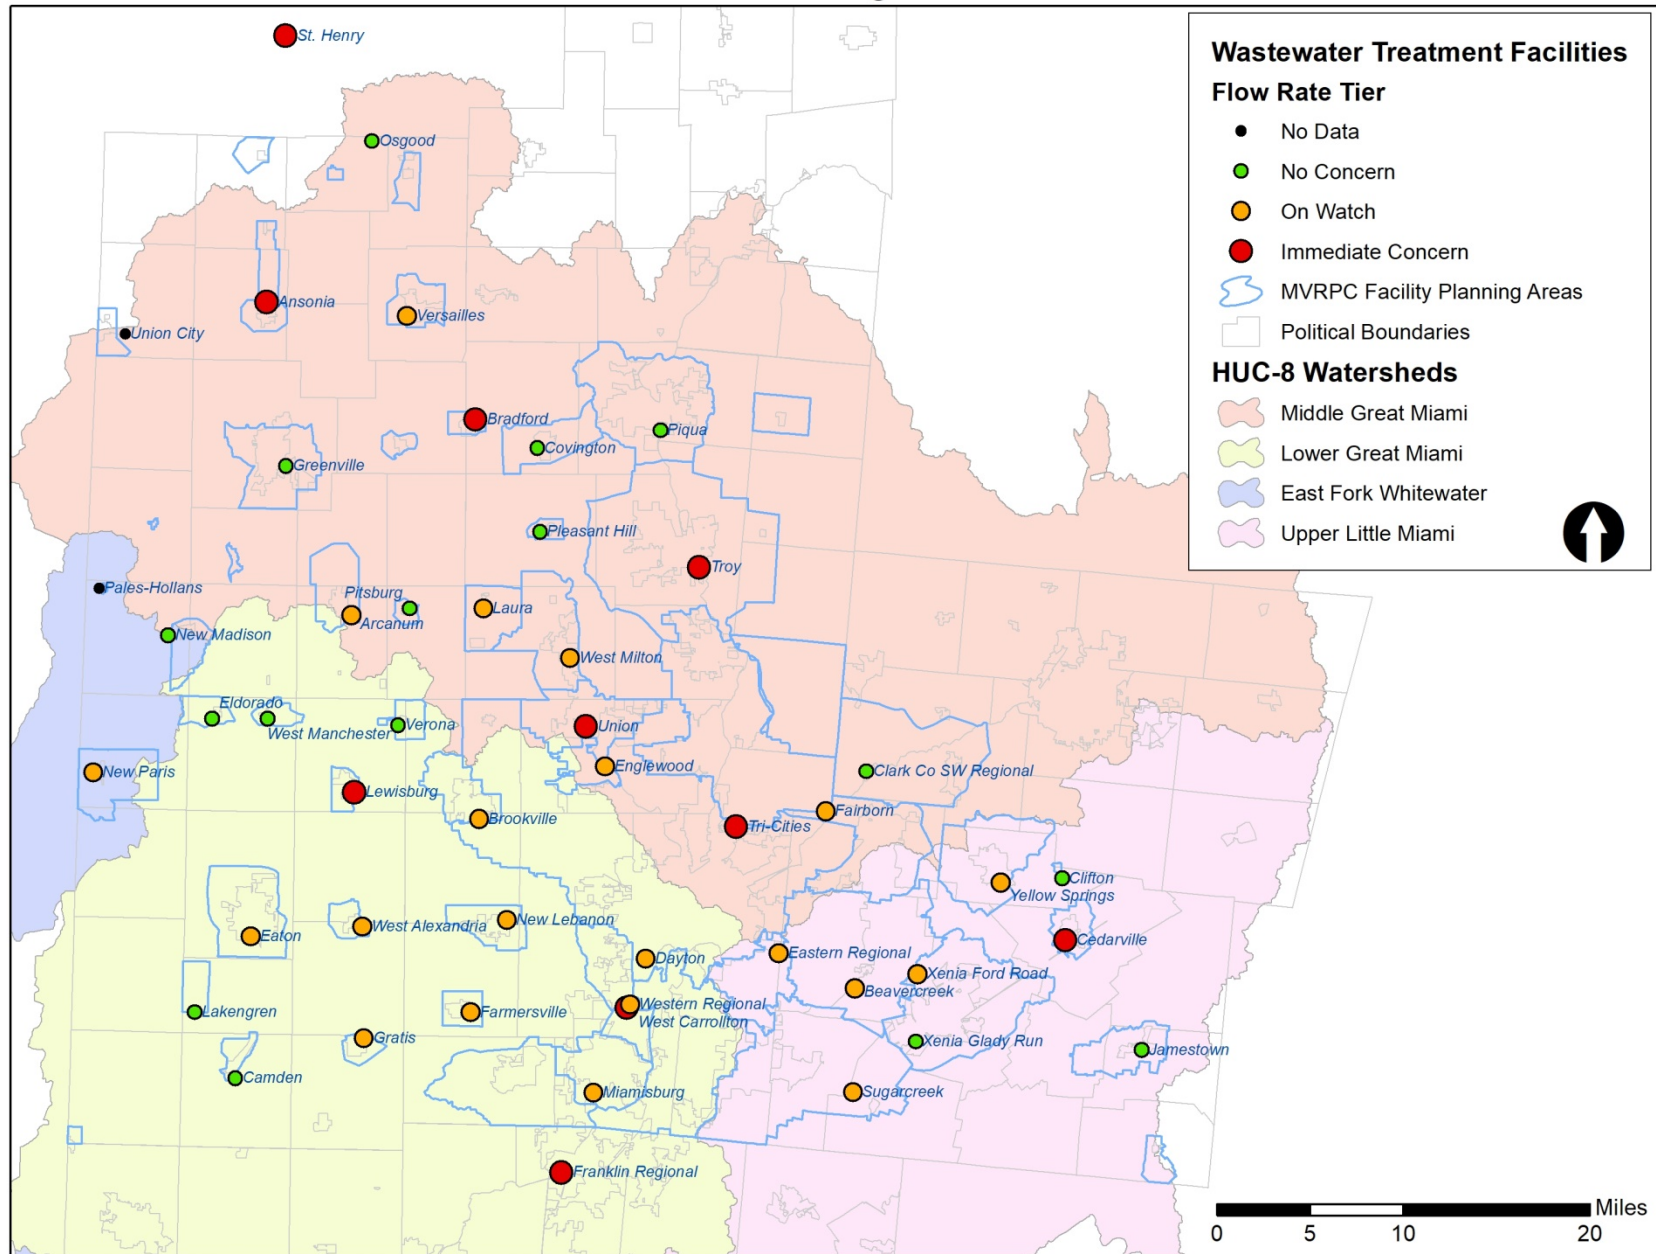 St. Henry
Wastewater Treatment Facilities
Flow Rate Tier
No Data
No Concern
On Watch
Immediate Concern
MVRPC Facility Planning Areas
Political Boundaries
HUC-8 Watersheds
Middle Great Miami
Lower Great Miami
East Fork Whitewater
Upper Little Miami
Osgood
Ansonia
Versailles
Union City
Bradford
Piqua
Covington
Greenville
Pleasant Hill
Troy
Pales-Hollans
Pitsburg
Laura
Arcanum
New Madison
West Milton
Eldorado
West Manchester
Verona
Union
New Paris
Englewood
Clark Co SW Regional
Lewisburg
Fairborn
Brookville
Tri-Cities
Clifton
Yellow Springs
New Lebanon
West Alexandria
Eaton
Cedarville
Dayton
Eastern Regional
Xenia Ford Road
Beavercreek
Western Regional
West Carrollton
Lakengren
Farmersville
Gratis
Xenia Glady Run
Jamestown
Camden
Miamisburg
Sugarcreek
Franklin Regional
Miles
0 5 10 20